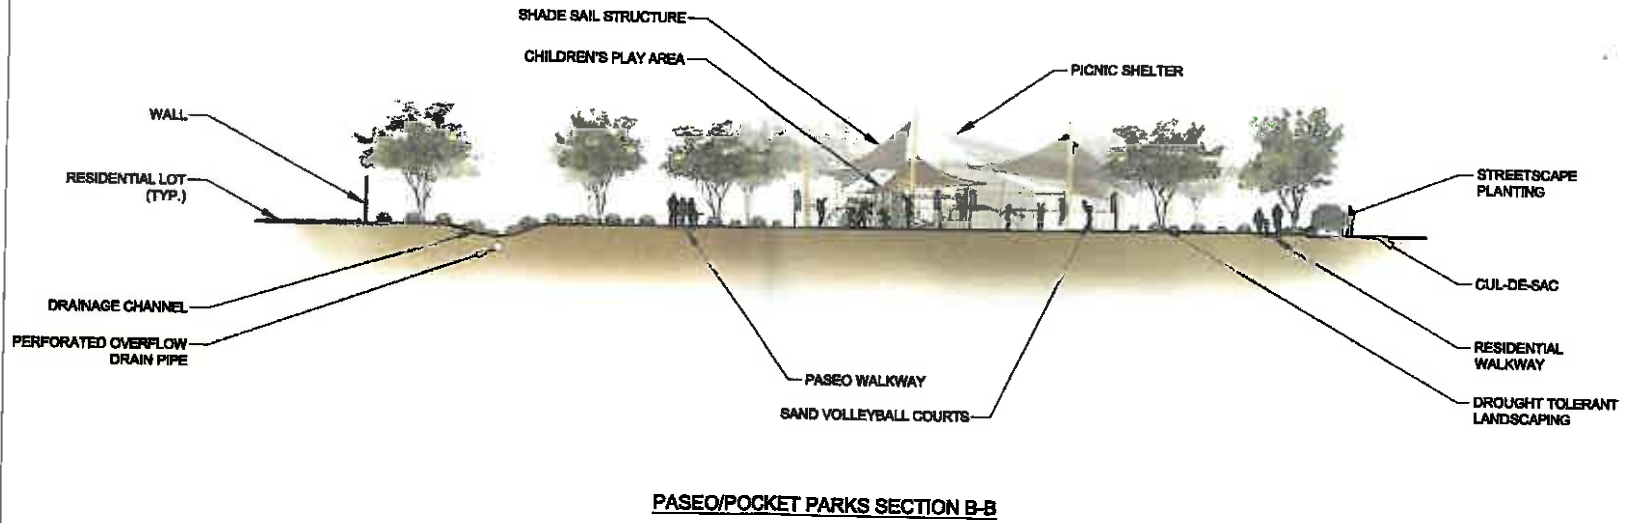 SHADE SAIL STRUCTURE
CHILDREN'S PLAY AREA
PICNIC SHELTER
WALL
RESIDENTIAL LOT
(TYP.)
STREETSCAPE
PLANTING
DRAINAGE CHANNEL
PERFORATED OVERFLOW
DRAIN PIPE
PASEO WALKWAY
SAND VOLLEYBALL COURTS
CUL-DE-SAC
RESIDENTIAL
WALKWAY
DROUGHT TOLERANT
LANDSCAPING
PASEO/POCKET PARKS SECTION B-B